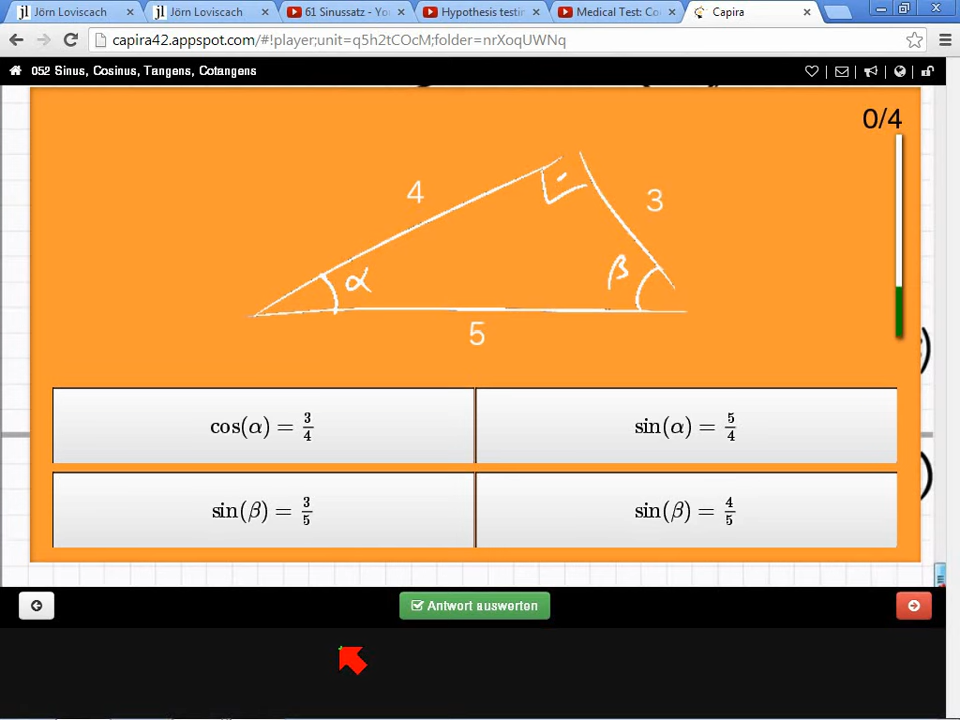 Jörn Loviscach
Jörn Loviscach
61 Sinussatz - You
Hypothesis testin
Medical Test: Co
Capira
capira42.appspot.com/#!player;unit=q5h2tCOcM;folder=nrXoqUWNq
052 Sinus, Cosinus, Tangens, Cotangens
0/4
4
3
α
β
5
cos(α) = 3/4
sin(α) = 5/4
sin(β) = 3/5
sin(β) = 4/5
Antwort auswerten